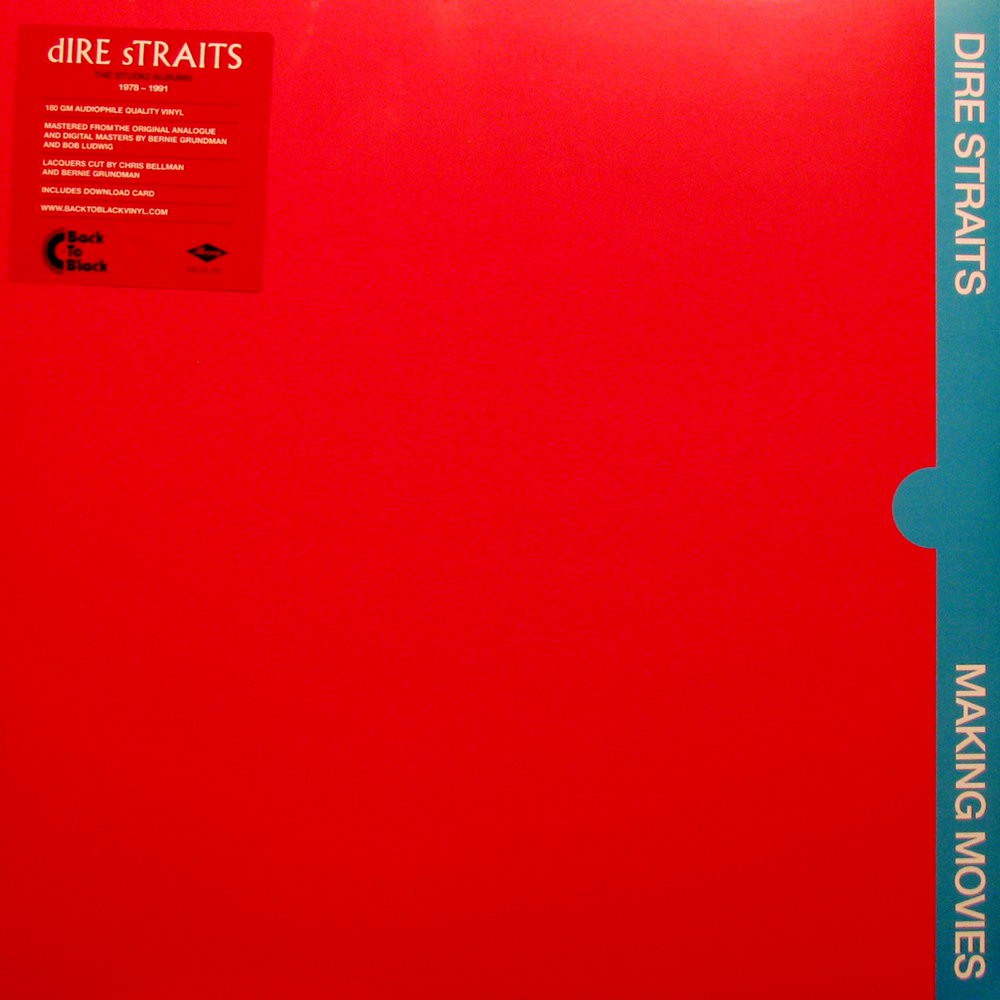 dIRE sTRAITS
THE STUDIO ALBUMS
1978 – 1991
180 GM AUDIOPHILE QUALITY VINYL
MASTERED FROM THE ORIGINAL ANALOGUE
AND DIGITAL MASTERS BY BERNIE GRUNDMAN
AND BOB LUDWIG
LACQUERS CUT BY CHRIS BELLMAN
AND BERNIE GRUNDMAN
INCLUDES DOWNLOAD CARD
WWW.BACKTOBLACKVINYL.COM
Back
To
Black
DIRE STRAITS
MAKING MOVIES